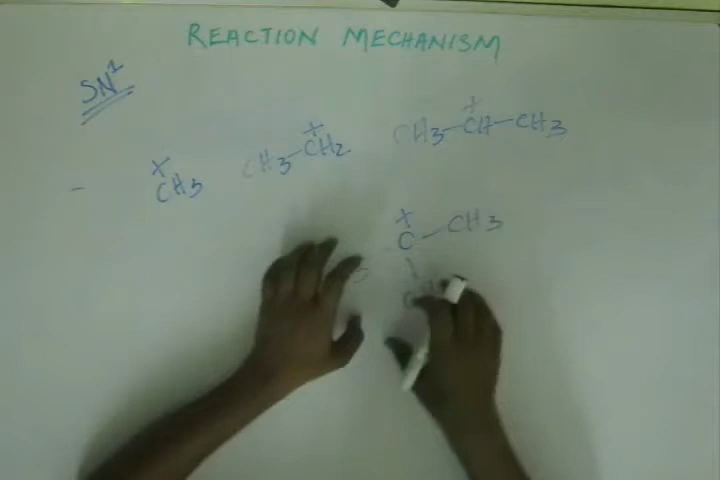 REACTION MECHANISM
SN1
+
CH3-CH-CH3
+
CH3-CH2
+
CH3
-
+
C-CH3